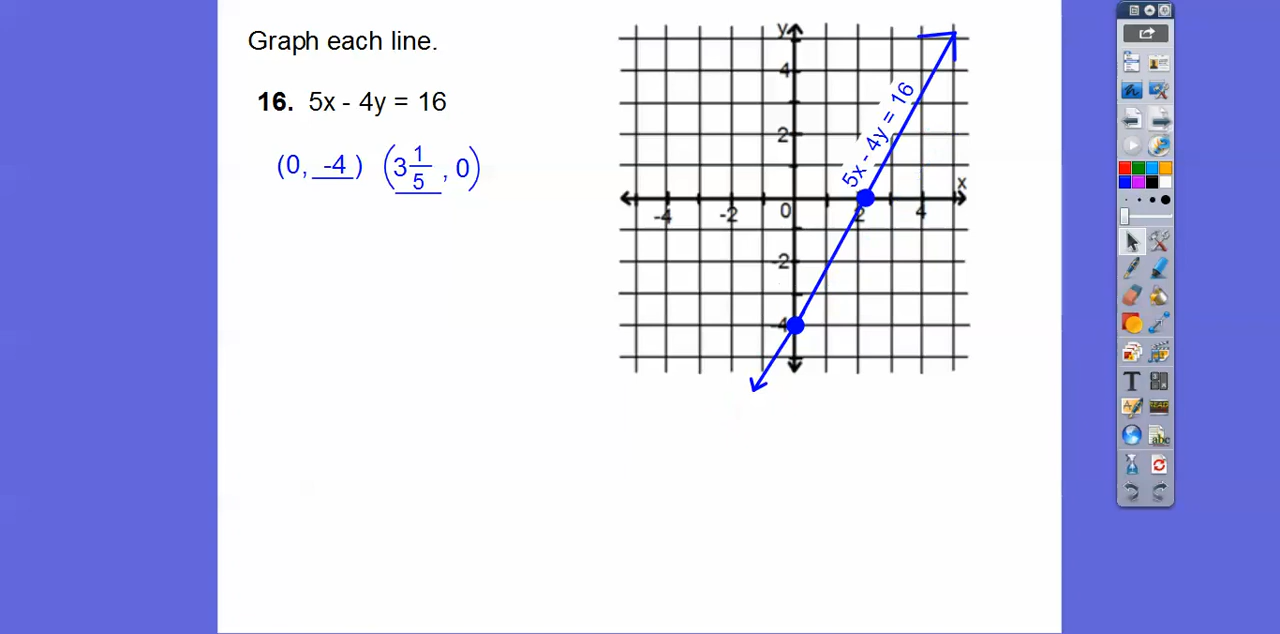 Graph each line.
16. 5x - 4y = 16
(0, -4) (3 1/5, 0)
y
4
2
5x - 4y = 16
x
-4 -2 0 2 4
-2
-4